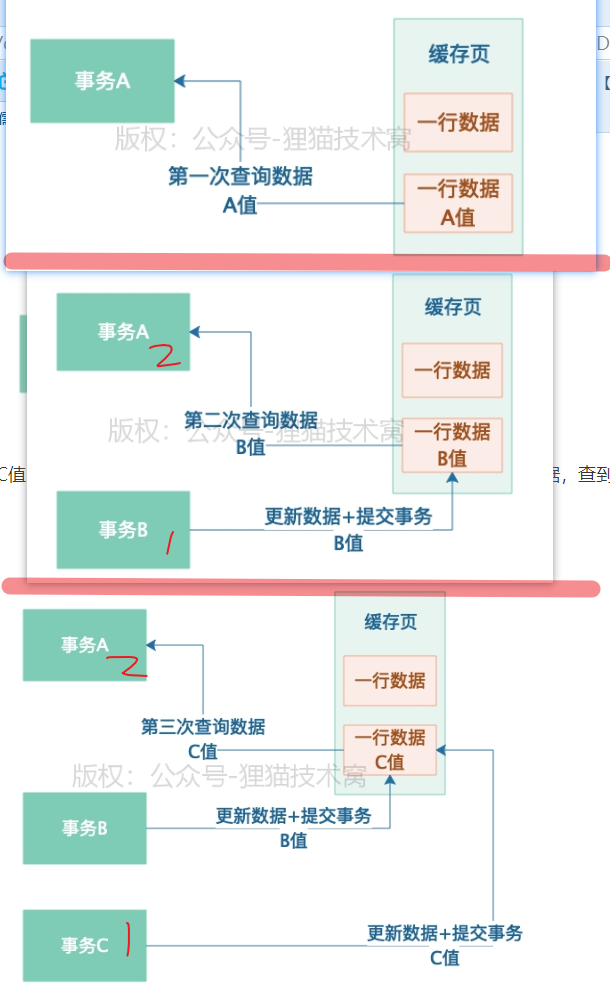 缓存页
事务A
一行数据
版权：公众号-狸猫技术窝
第一次查询数据
A值
一行数据
A值
缓存页
事务A
2
一行数据
第二次查询数据
B值
版权：公众号-狸猫技术窝
一行数据
B值
C值
据，查到
更新数据+提交事务
B值
事务B
1
缓存页
事务A
2
一行数据
第三次查询数据
C值
一行数据
C值
版权：公众号-狸猫技术窝
更新数据+提交事务
B值
事务B
更新数据+提交事务
C值
事务C
1